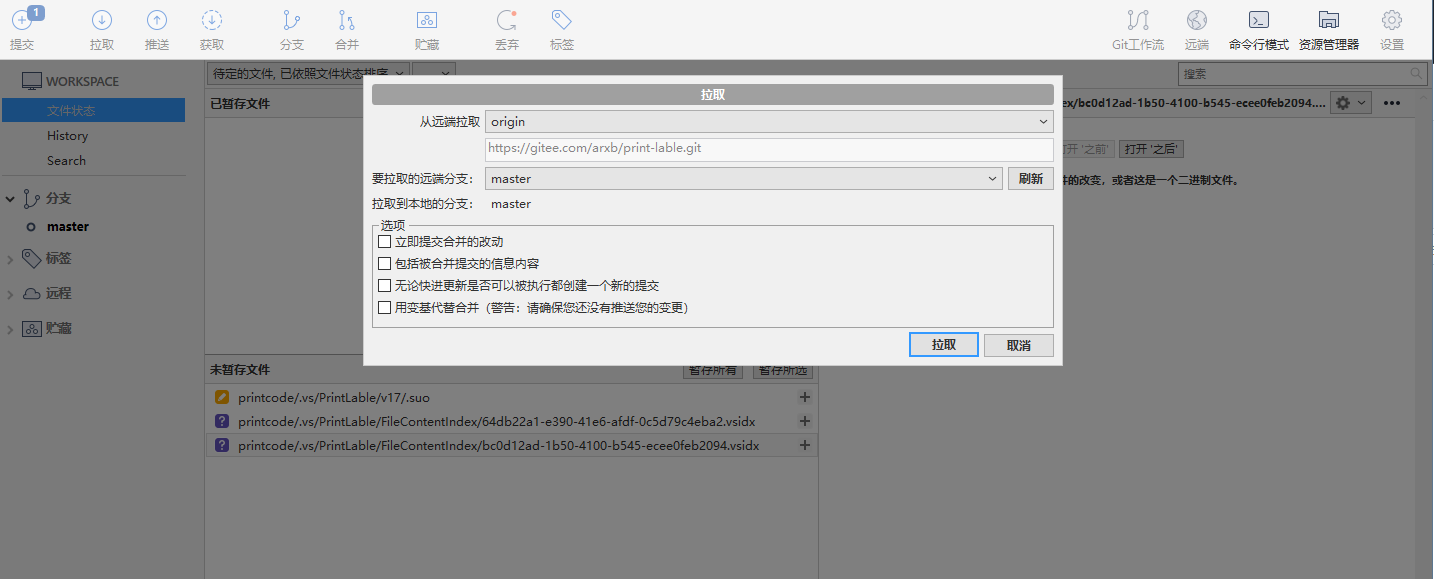 1
提交 拉取 推送 获取 分支 合并 贮藏 丢弃 标签 Git工作流 远端 命令行模式 资源管理器 设置
WORKSPACE
文件状态
History
Search
分支
master
标签
远程
贮藏
待定的文件, 已依照文件状态排序
搜索
已暂存文件
ex/bc0d12ad-1b50-4100-b545-ecee0feb2094....
打开 '之前' 打开 '之后'
件的改变，或者这是一个二进制文件。
拉取
从远端拉取 origin
https://gitee.com/arxb/print-lable.git
要拉取的远端分支： master 刷新
拉取到本地的分支： master
选项
立即提交合并的改动
包括被合并提交的信息内容
无论快进更新是否可以被执行都创建一个新的提交
用变基代替合并（警告：请确保您还没有推送您的变更）
拉取 取消
未暂存文件 暂存所有 暂存所选
printcode/.vs/PrintLable/v17/.suo
printcode/.vs/PrintLable/FileContentIndex/64db22a1-e390-41e6-afdf-0c5d79c4eba2.vsidx
printcode/.vs/PrintLable/FileContentIndex/bc0d12ad-1b50-4100-b545-ecee0feb2094.vsidx